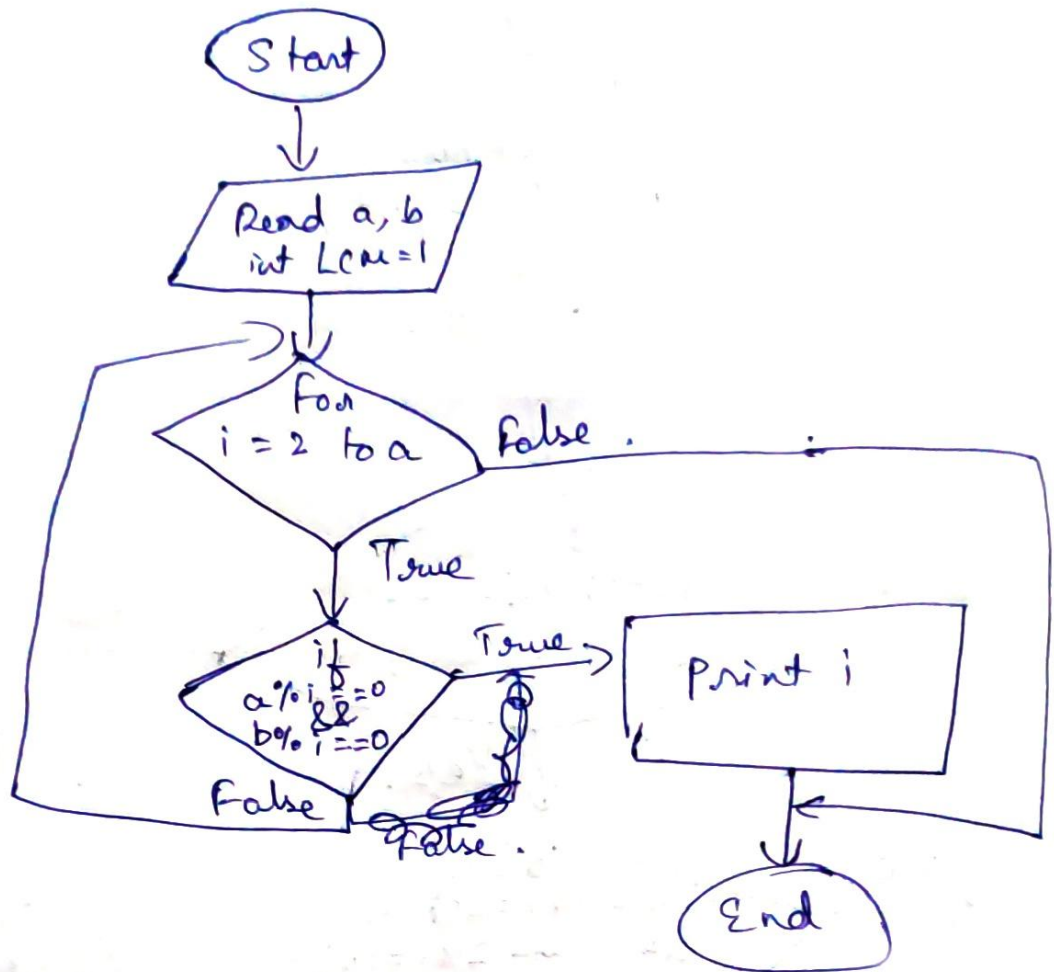 Start
Read a, b
int LCM=1
For
i = 2 to a
False.
True
if
a%i==0
&&
b%i==0
True
Print i
False
False.
End